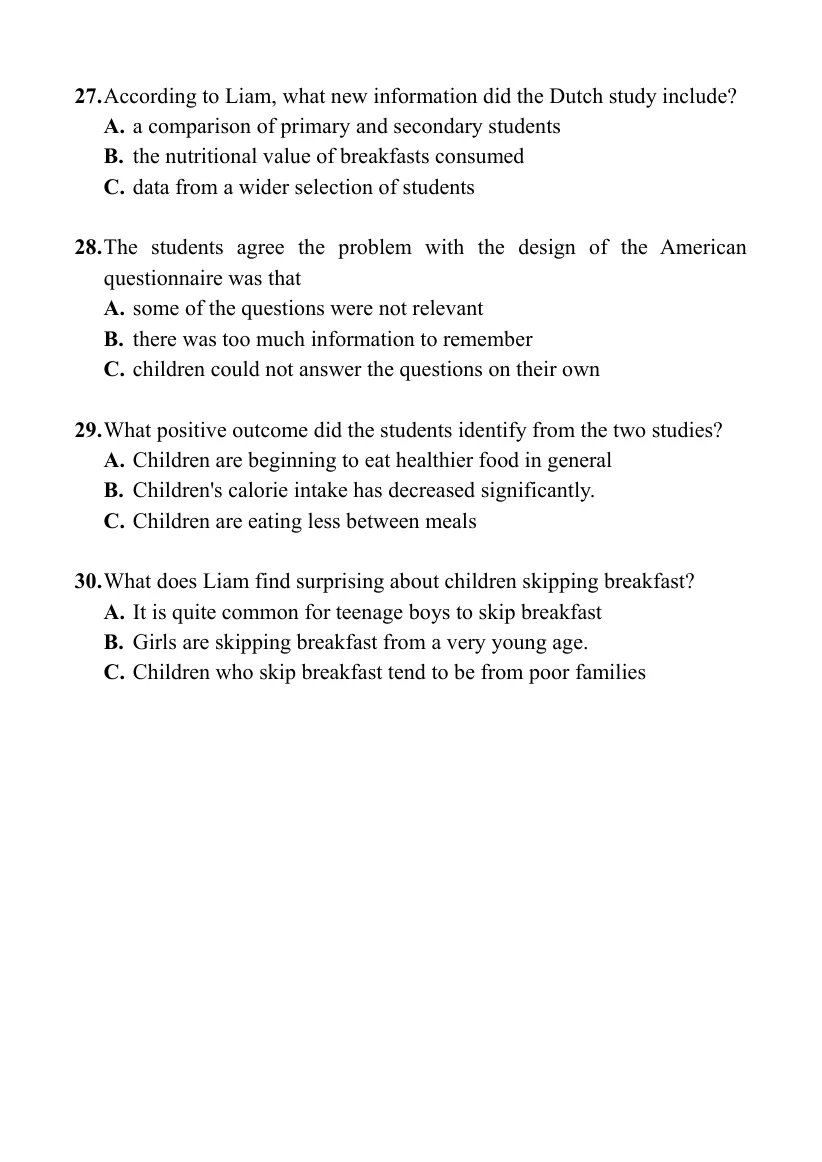 27. According to Liam, what new information did the Dutch study include?
A. a comparison of primary and secondary students
B. the nutritional value of breakfasts consumed
C. data from a wider selection of students
28. The students agree the problem with the design of the American
questionnaire was that
A. some of the questions were not relevant
B. there was too much information to remember
C. children could not answer the questions on their own
29. What positive outcome did the students identify from the two studies?
A. Children are beginning to eat healthier food in general
B. Children's calorie intake has decreased significantly.
C. Children are eating less between meals
30. What does Liam find surprising about children skipping breakfast?
A. It is quite common for teenage boys to skip breakfast
B. Girls are skipping breakfast from a very young age.
C. Children who skip breakfast tend to be from poor families